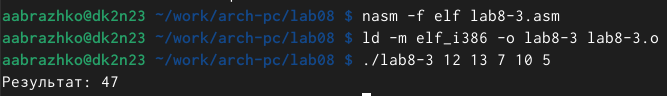 aabrazhko@dk2n23 ~/work/arch-pc/lab08 $ nasm -f elf lab8-3.asm
aabrazhko@dk2n23 ~/work/arch-pc/lab08 $ ld -m elf_i386 -o lab8-3 lab8-3.o
aabrazhko@dk2n23 ~/work/arch-pc/lab08 $ ./lab8-3 12 13 7 10 5
Результат: 47